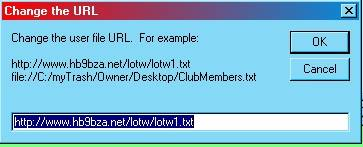 Change the URL
Change the user file URL. For example:
OK
http://www.hb9bza.net/lotw/lotw1.txt
file://C:/myTrash/Owner/Desktop/ClubMembers.txt
Cancel
http://www.hb9bza.net/lotw/lotw1.txt